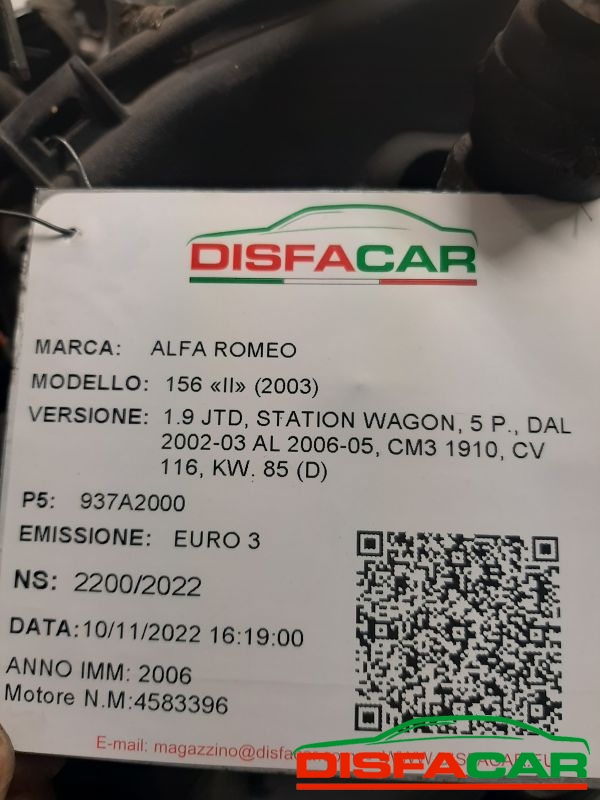 DISFACAR
MARCA: ALFA ROMEO
MODELLO: 156 «II» (2003)
VERSIONE: 1.9 JTD, STATION WAGON, 5 P., DAL
2002-03 AL 2006-05, CM3 1910, CV
116, KW. 85 (D)
P5: 937A2000
EMISSIONE: EURO 3
NS: 2200/2022
DATA:10/11/2022 16:19:00
ANNO IMM: 2006
Motore N.M:4583396
E-mail:
DISFACAR